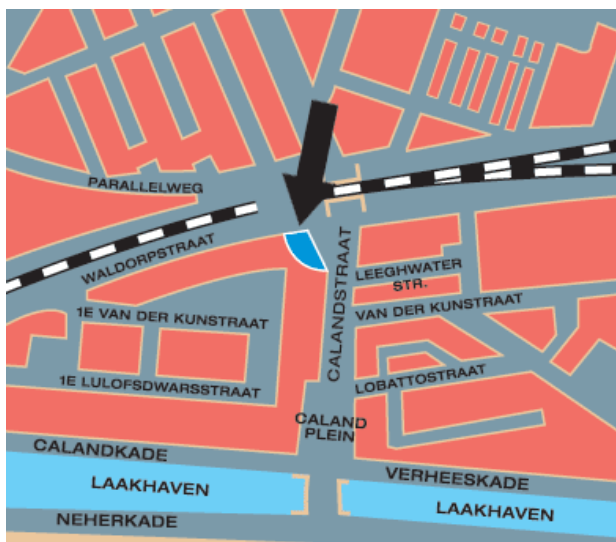 PARALLELWEG
WALDORPSTRAAT
CALANDSTRAAT
LEEGHWATER
STR.
1E VAN DER KUNSTRAAT
VAN DER KUNSTRAAT
1E LULOFSDWARSSTRAAT
LOBATTOSTRAAT
CALAND
PLEIN
CALANDKADE
VERHEESKADE
LAAKHAVEN
LAAKHAVEN
NEHERKADE